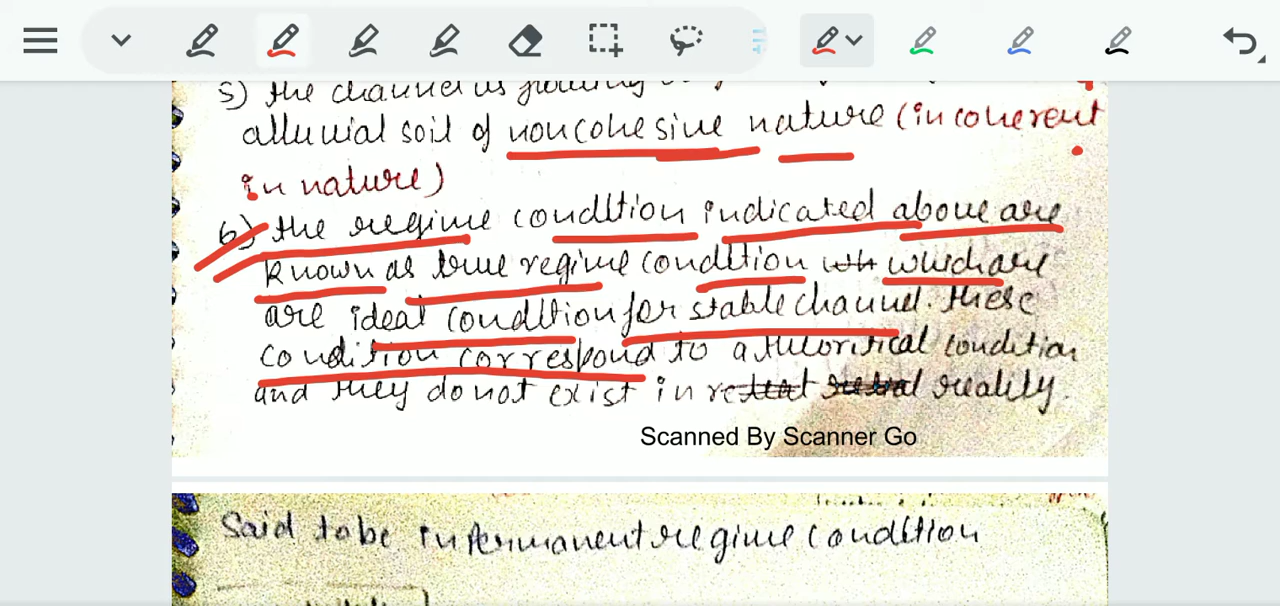 5) the channel is flowing
alluvial soil of noncohesive nature (incoherent
in nature)
6) the regime condition indicated above are
known as true regime condition wh which are
are ideal condition for stable channel. These
condition correspond to a theoritical condition
and they do not exist in reality.
Scanned By Scanner Go
Said to be in permanent regime condition